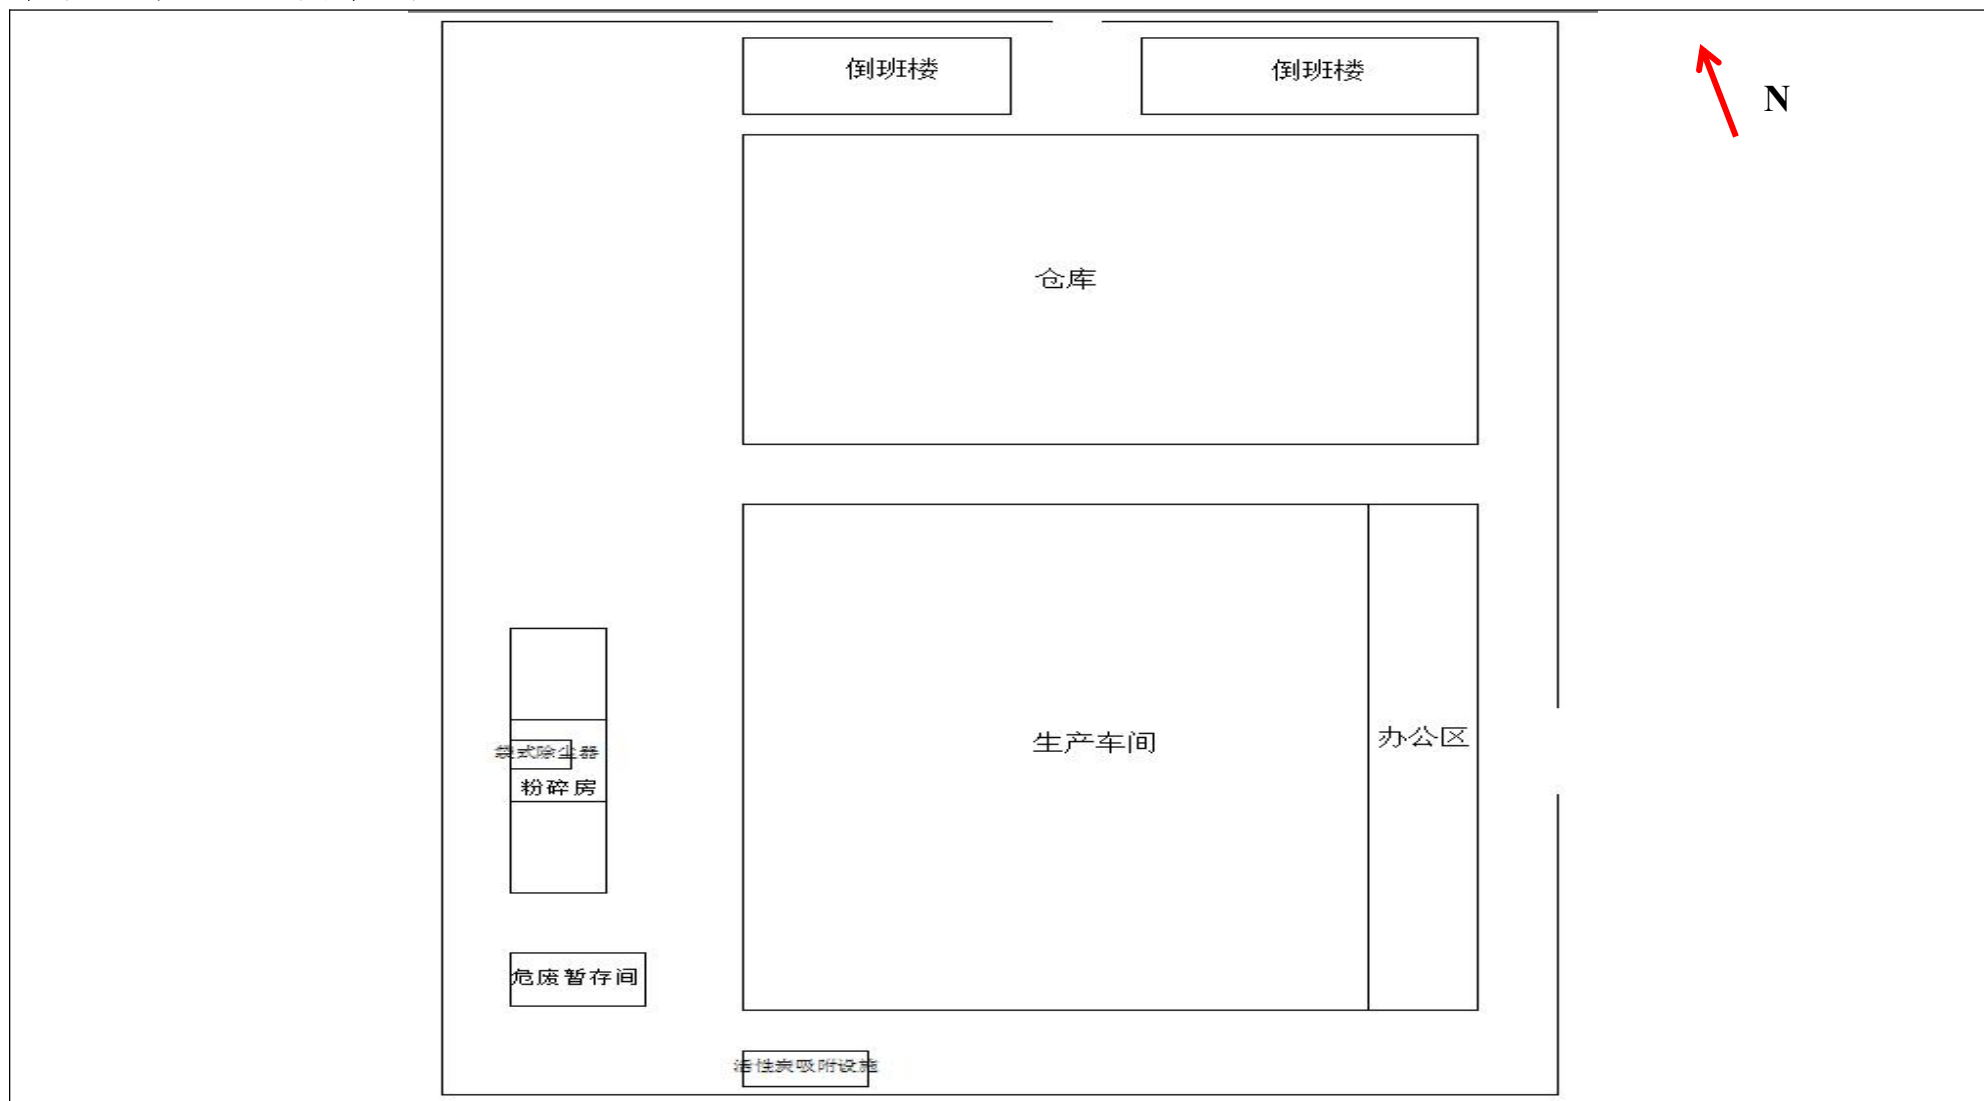 倒班楼
倒班楼
N
仓库
生产车间
办公区
袋式除尘器
粉碎房
危废暂存间
活性炭吸附设施